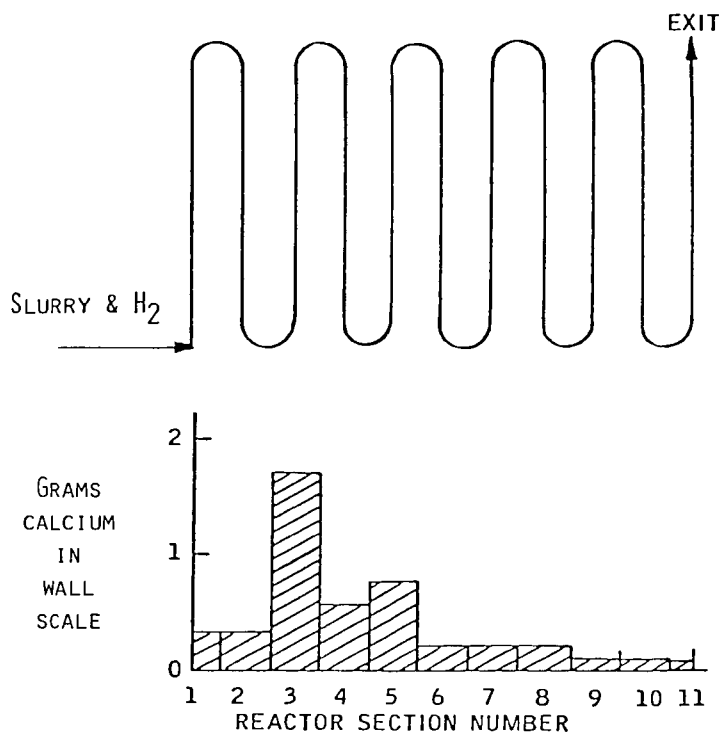 EXIT
SLURRY & H2
2
1
0
GRAMS
CALCIUM
IN
WALL
SCALE
1 2 3 4 5 6 7 8 9 10 11
REACTOR SECTION NUMBER